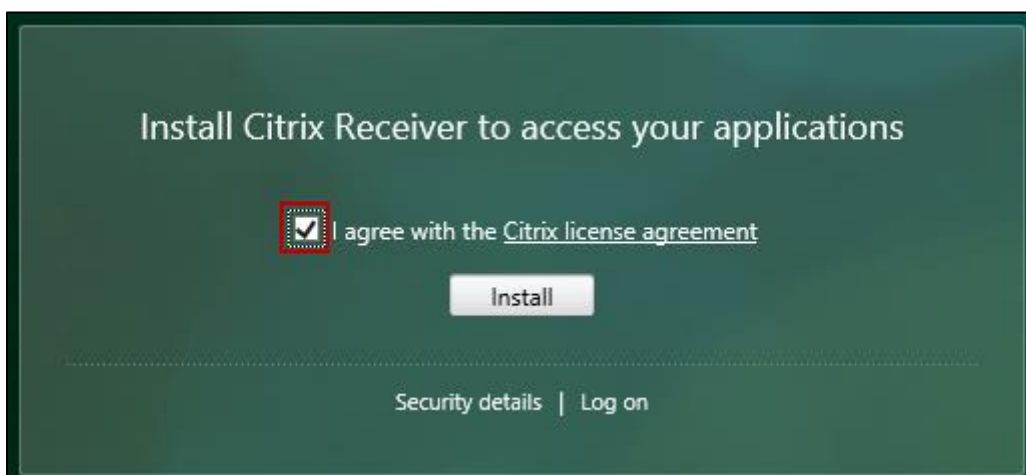 Install Citrix Receiver to access your applications
I agree with the Citrix license agreement
Install
Security details | Log on